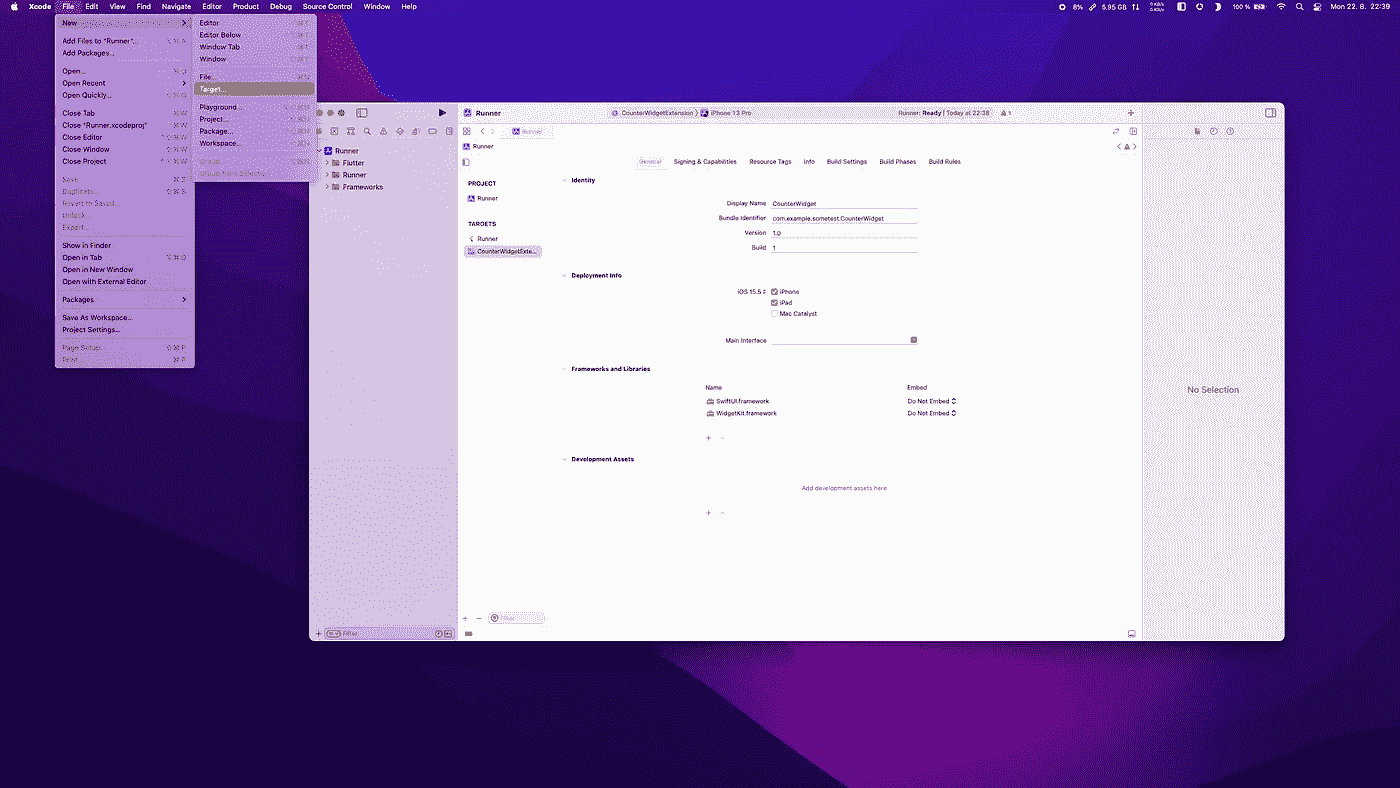 Xcode File Edit View Find Navigate Editor Product Debug Source Control Window Help
8% 5.95 GB 100 % Mon 22. 8. 22:39
New
Add Files to "Runner"...
Add Packages...
Open...
Open Recent
Open Quickly...
Close Tab
Close "Runner.xcodeproj"
Close Editor
Close Window
Close Project
Save
Duplicate...
Revert to Saved...
Unlock...
Export...
Show in Finder
Open in Tab
Open in New Window
Open with External Editor
Packages
Save As Workspace...
Project Settings...
Page Setup...
Print...
Editor
Editor Below
Window Tab
Window
File...
Target...
Playground...
Project...
Package...
Workspace...
Group
Group from Selection
Runner
CounterWidgetExtension
iPhone 13 Pro
Runner: Ready | Today at 22:38
1
Runner
Flutter
Runner
Frameworks
Filter
Runner
Runner
General Signing & Capabilities Resource Tags Info Build Settings Build Phases Build Rules
PROJECT
Runner
TARGETS
Runner
CounterWidgetExte...
Filter
Identity
Display Name CounterWidget
Bundle Identifier com.example.sometest.CounterWidget
Version 1.0
Build 1
Deployment Info
iOS 15.5 iPhone
iPad
Mac Catalyst
Main Interface
Frameworks and Libraries
Name Embed
SwiftUI.framework Do Not Embed
WidgetKit.framework Do Not Embed
Development Assets
Add development assets here
No Selection